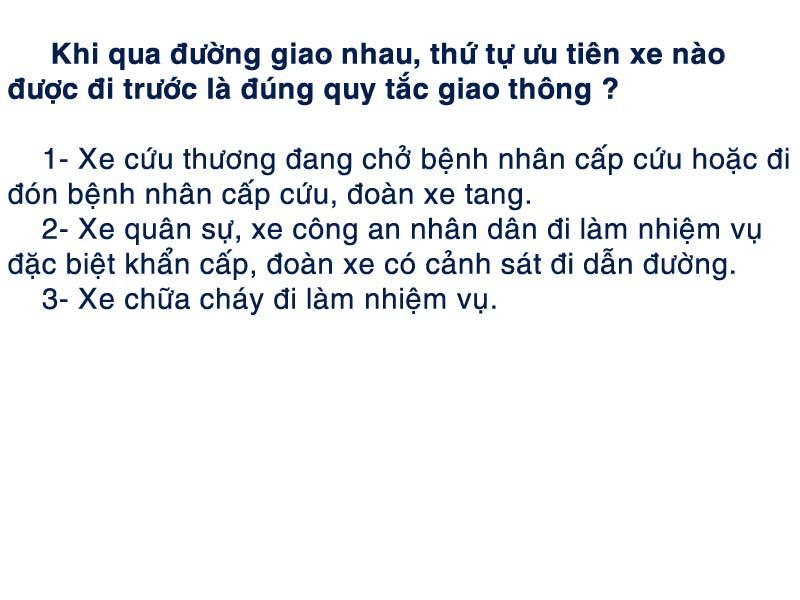 Khi qua đường giao nhau, thứ tự ưu tiên xe nào
được đi trước là đúng quy tắc giao thông ?
1- Xe cứu thương đang chở bệnh nhân cấp cứu hoặc đi
đón bệnh nhân cấp cứu, đoàn xe tang.
2- Xe quân sự, xe công an nhân dân đi làm nhiệm vụ
đặc biệt khẩn cấp, đoàn xe có cảnh sát đi dẫn đường.
3- Xe chữa cháy đi làm nhiệm vụ.